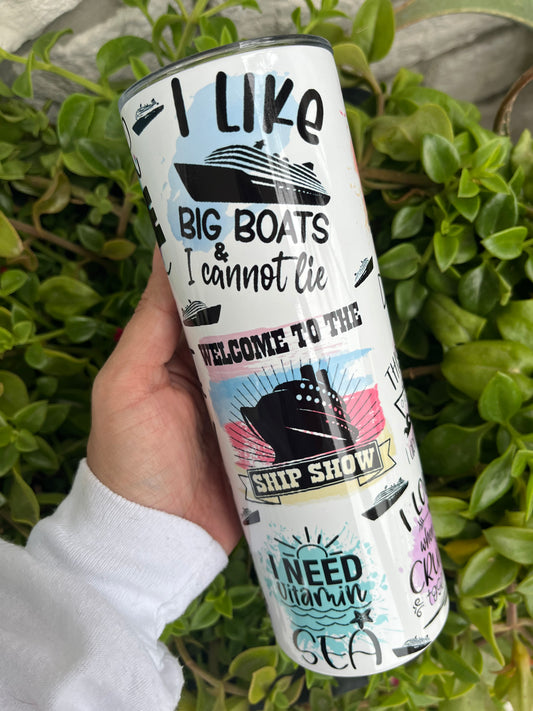 I LIKE
BIG BOATS
&
I cannot lie
WELCOME TO THE
SHIP SHOW
I NEED
Vitamin
SEA